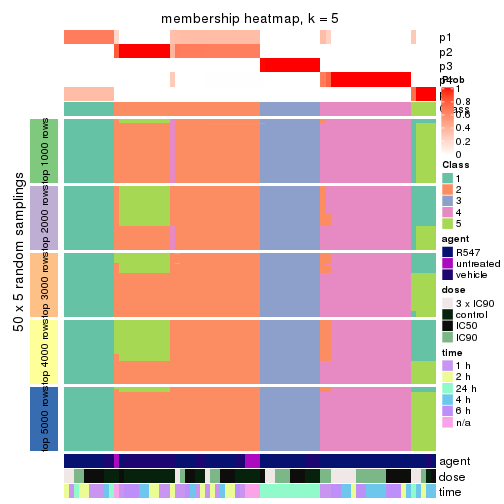 membership heatmap, k = 5
p1
p2
p3
Prob
1
0.8
0.6
0.4
0.2
0
Class
1
2
3
4
5
agent
R547
untreated
vehicle
dose
3 x IC90
control
IC50
IC90
time
1 h
2 h
24 h
4 h
6 h
n/a
50 x 5 random samplings
top 1000 rows
top 2000 rows
top 3000 rows
top 4000 rows
top 5000 rows
agent
dose
time